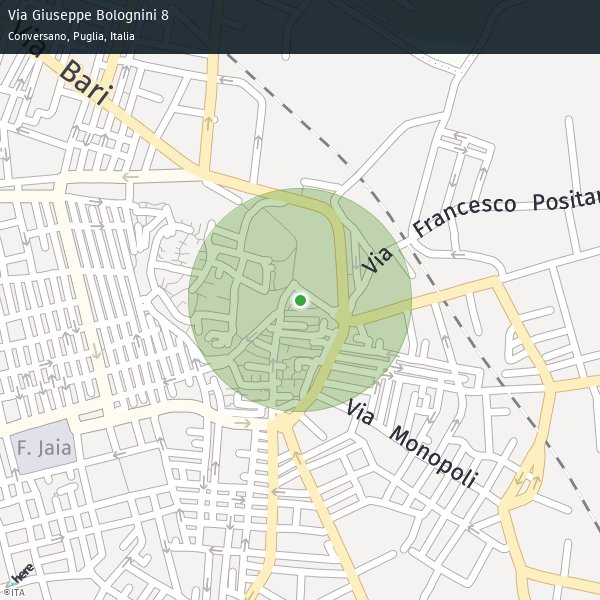 Via Giuseppe Bolognini 8
Conversano, Puglia, Italia
Via Bari
Via Francesco Positan
Via Monopoli
F. Jaia
here
©ITA